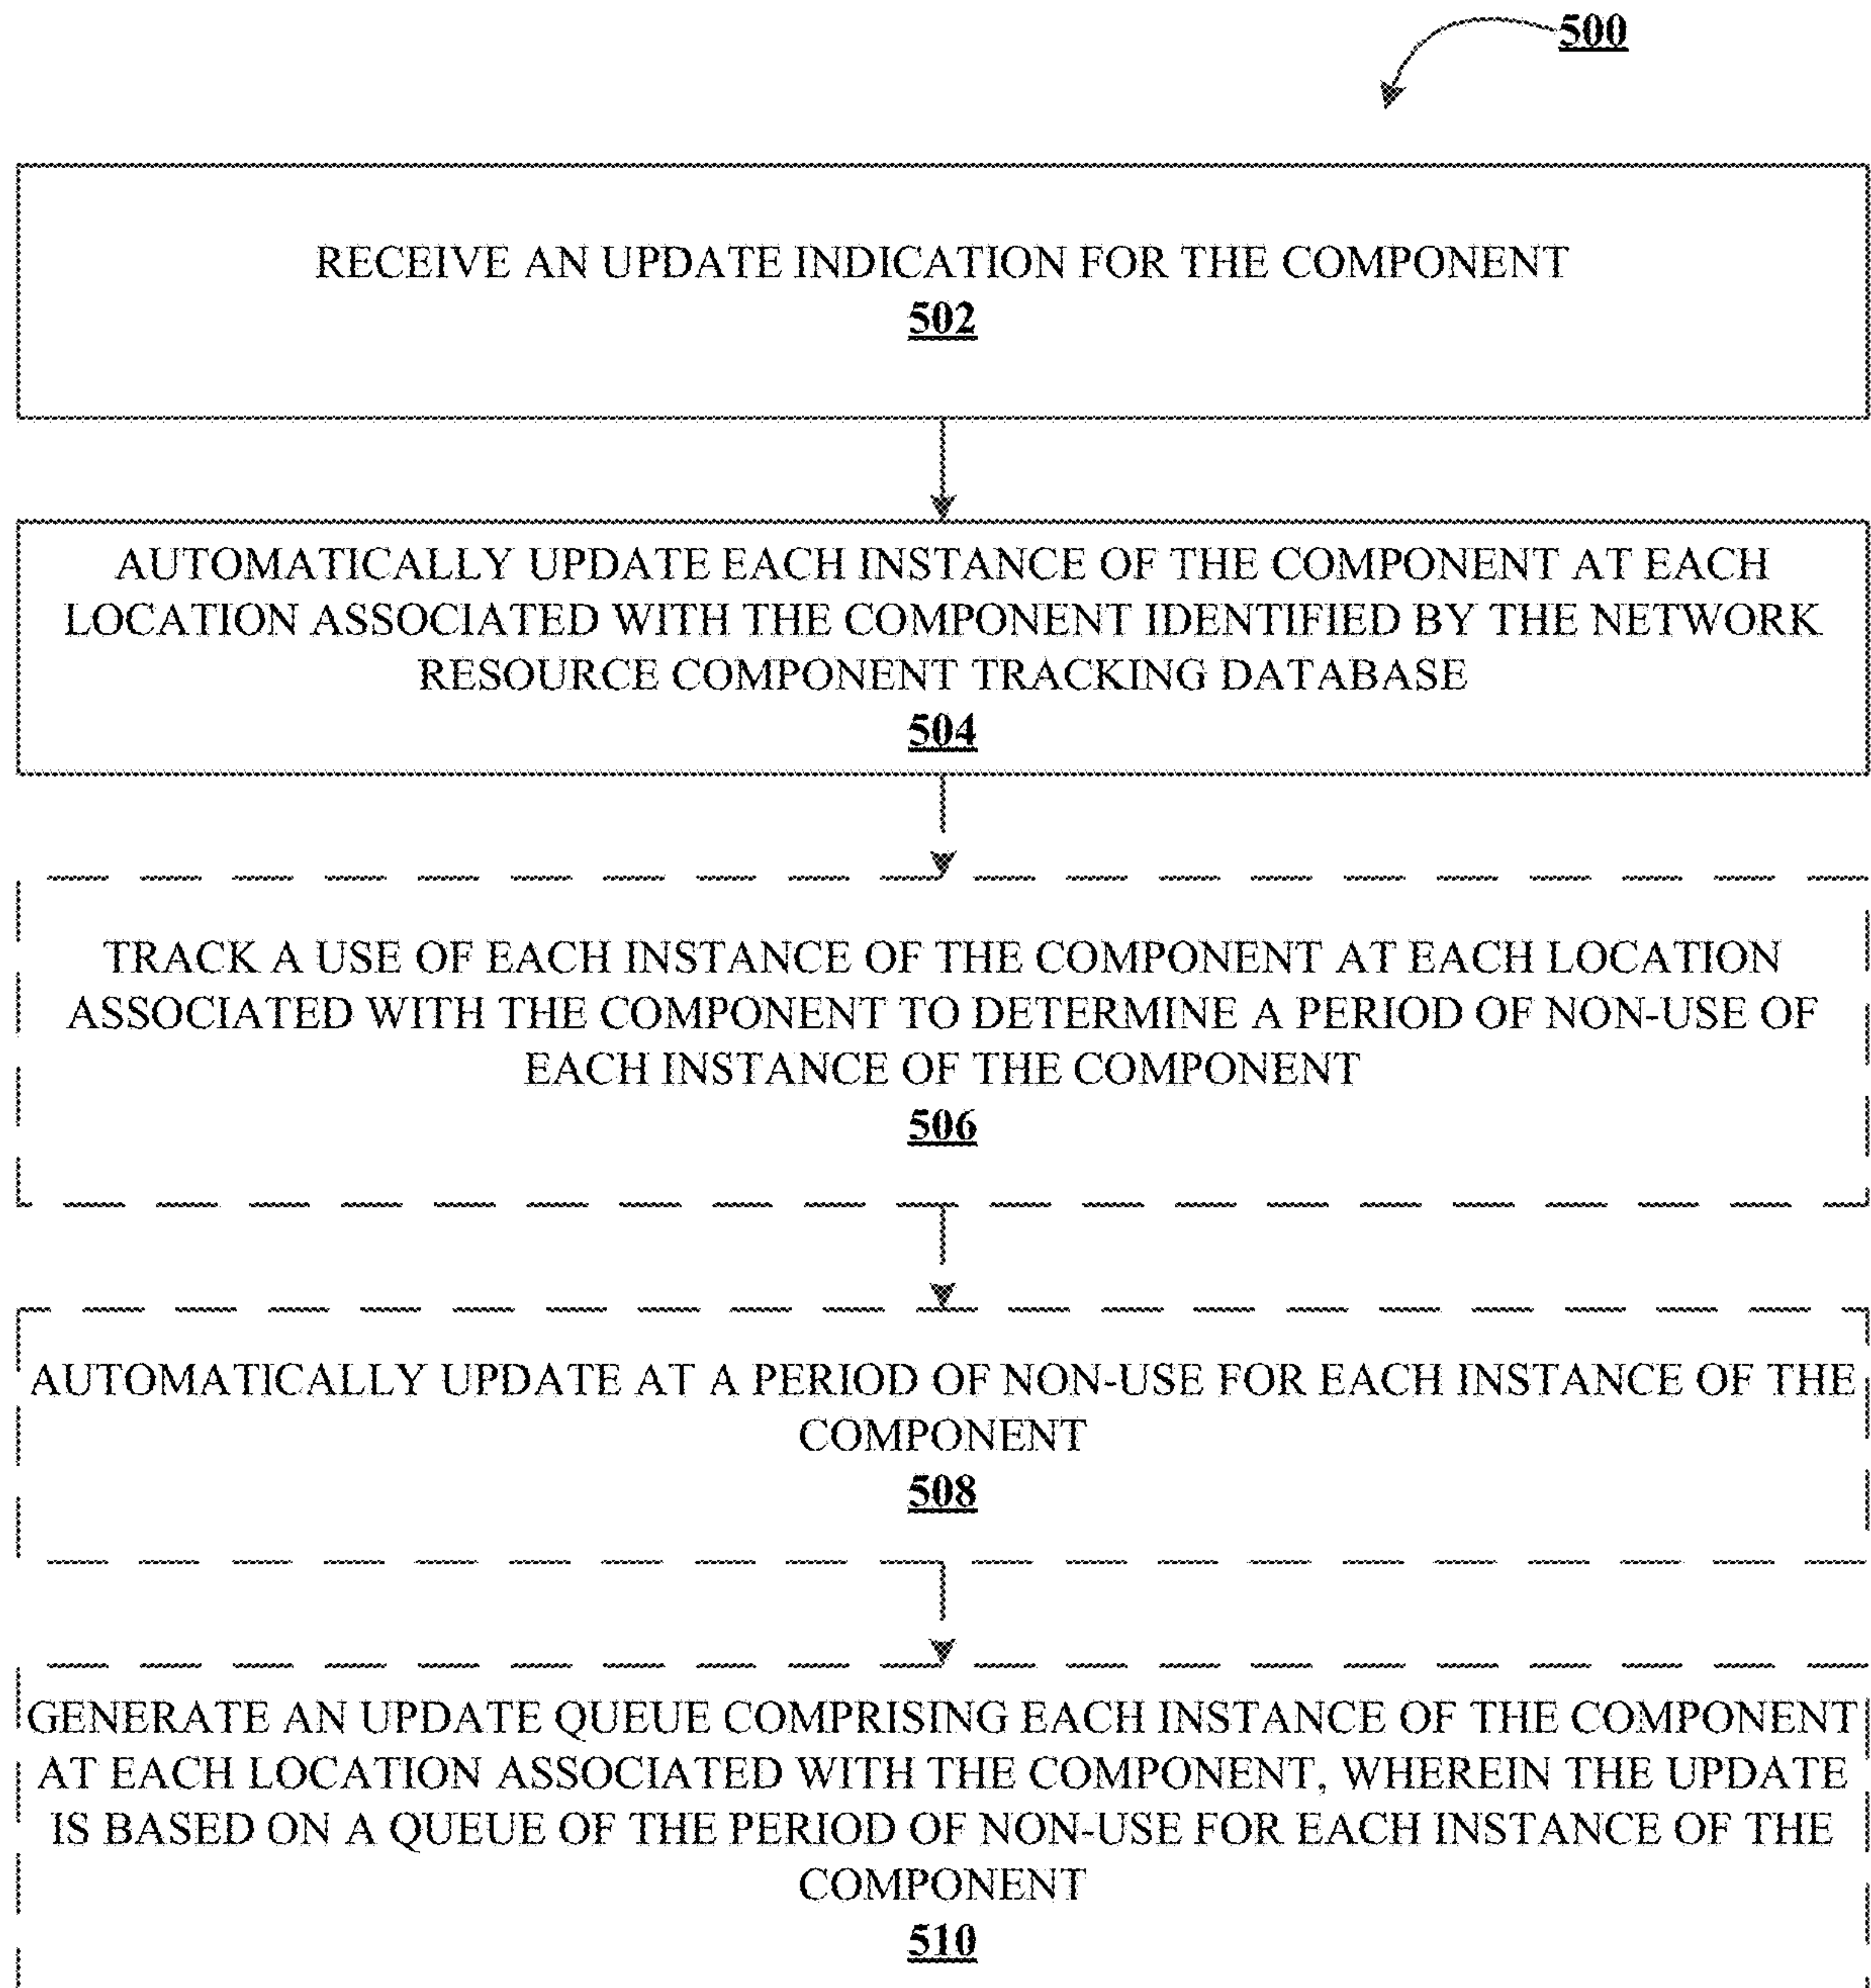 500
RECEIVE AN UPDATE INDICATION FOR THE COMPONENT
502
AUTOMATICALLY UPDATE EACH INSTANCE OF THE COMPONENT AT EACH
LOCATION ASSOCIATED WITH THE COMPONENT IDENTIFIED BY THE NETWORK
RESOURCE COMPONENT TRACKING DATABASE
504
TRACK A USE OF EACH INSTANCE OF THE COMPONENT AT EACH LOCATION
ASSOCIATED WITH THE COMPONENT TO DETERMINE A PERIOD OF NON-USE OF
EACH INSTANCE OF THE COMPONENT
506
AUTOMATICALLY UPDATE AT A PERIOD OF NON-USE FOR EACH INSTANCE OF THE
COMPONENT
508
GENERATE AN UPDATE QUEUE COMPRISING EACH INSTANCE OF THE COMPONENT
AT EACH LOCATION ASSOCIATED WITH THE COMPONENT, WHEREIN THE UPDATE
IS BASED ON A QUEUE OF THE PERIOD OF NON-USE FOR EACH INSTANCE OF THE
COMPONENT
510